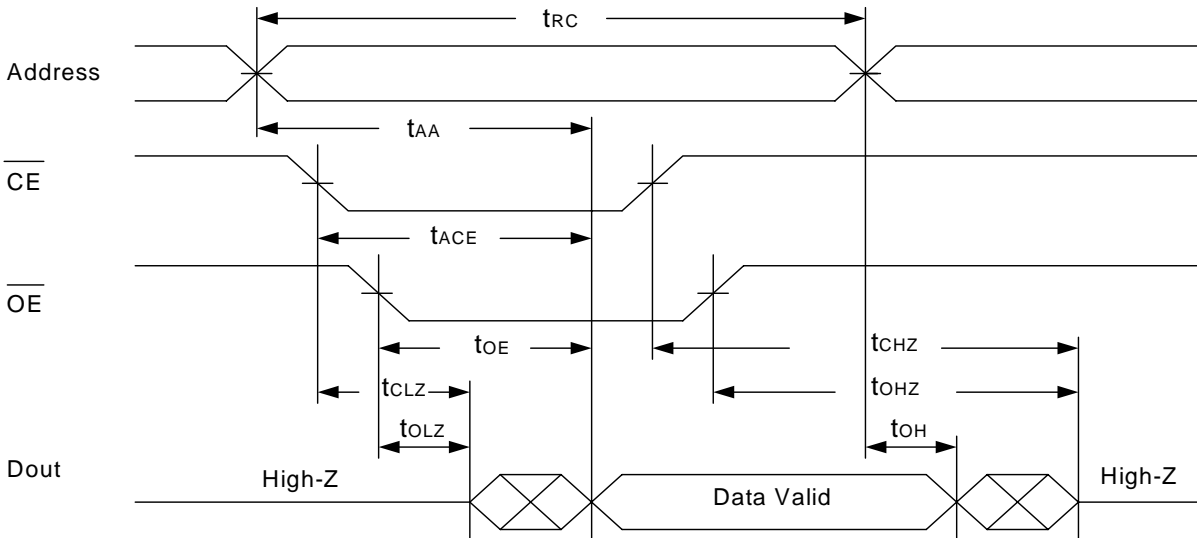 tRC
Address
tAA
CE
tACE
OE
tOE
tCHZ
tCLZ
tOHZ
tOLZ
tOH
Dout
High-Z
Data Valid
High-Z